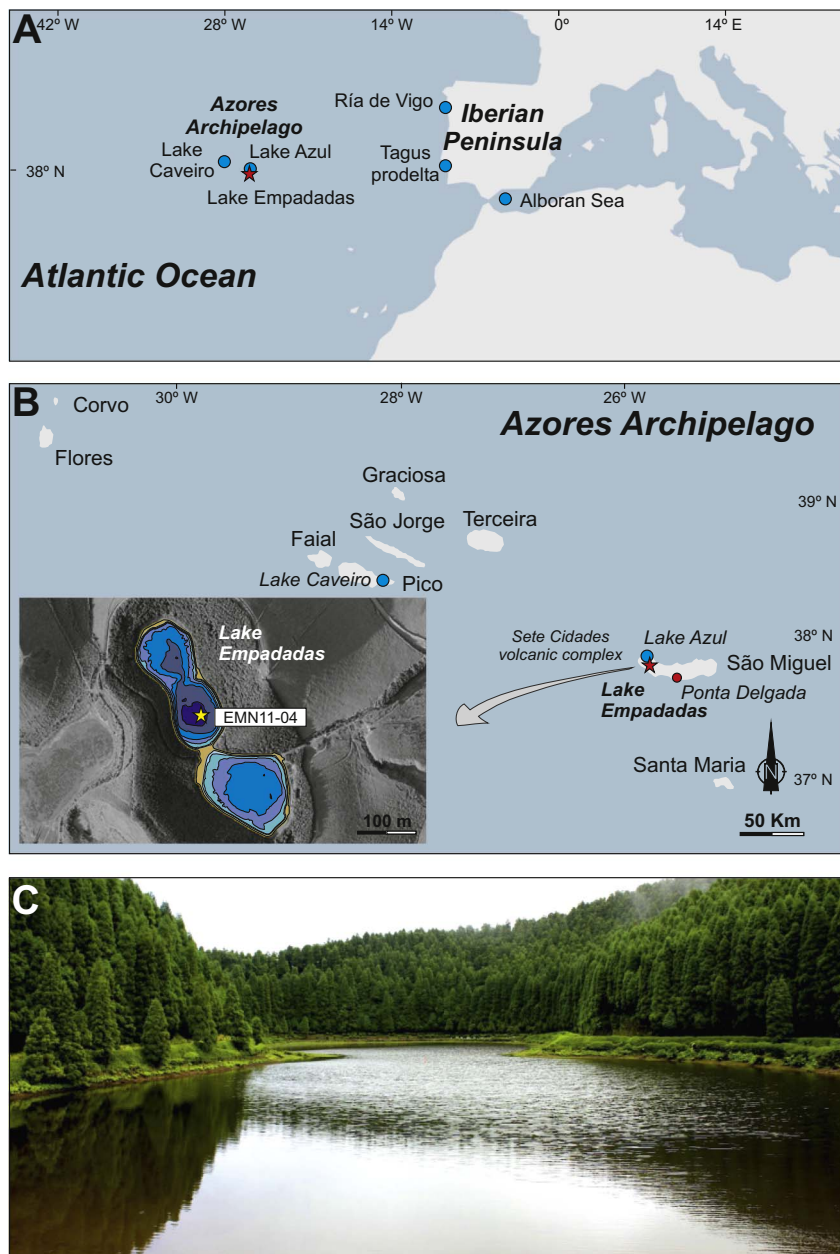 A
42º W
28º W
14º W
0º
14º E
38º N
Azores
Archipelago
Lake
Caveiro
Lake Azul
Lake Empadadas
Ría de Vigo
Iberian
Peninsula
Tagus
prodelta
Alboran Sea
Atlantic Ocean
B
30º W
28º W
26º W
Azores Archipelago
Corvo
Flores
Graciosa
39º N
São Jorge
Terceira
Faial
Lake Caveiro
Pico
Lake
Empadadas
EMN11-04
100 m
Sete Cidades
volcanic complex
Lake Azul
38º N
São Miguel
Lake
Empadadas
Ponta Delgada
Santa Maria
N
37º N
50 Km
C